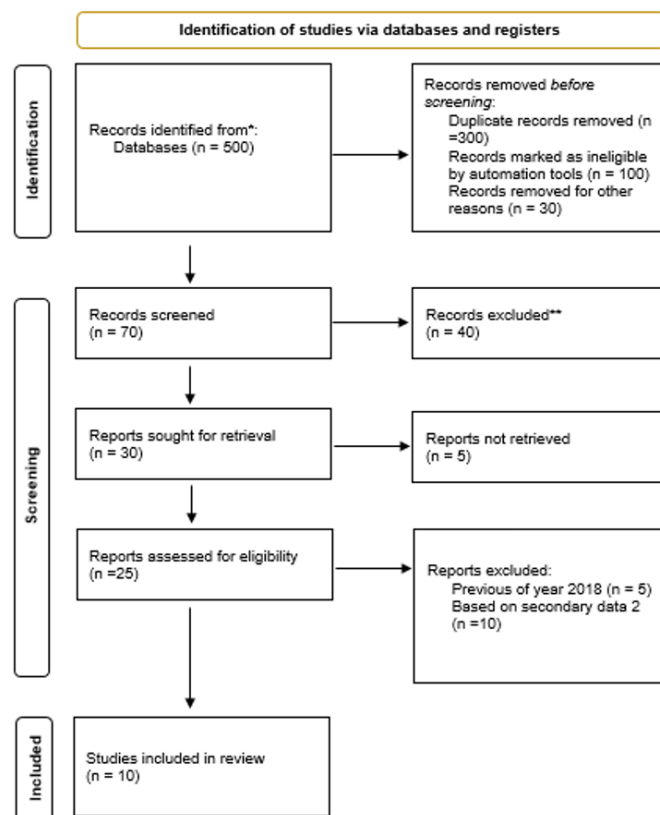 Identification of studies via databases and registers
Identification
Records identified from*:
Databases (n = 500)
Records removed before
screening:
Duplicate records removed (n
=300)
Records marked as ineligible
by automation tools (n = 100)
Records removed for other
reasons (n = 30)
Screening
Records screened
(n = 70)
Records excluded**
(n = 40)
Reports sought for retrieval
(n = 30)
Reports not retrieved
(n = 5)
Reports assessed for eligibility
(n =25)
Reports excluded:
Previous of year 2018 (n = 5)
Based on secondary data 2
(n =10)
Included
Studies included in review
(n = 10)